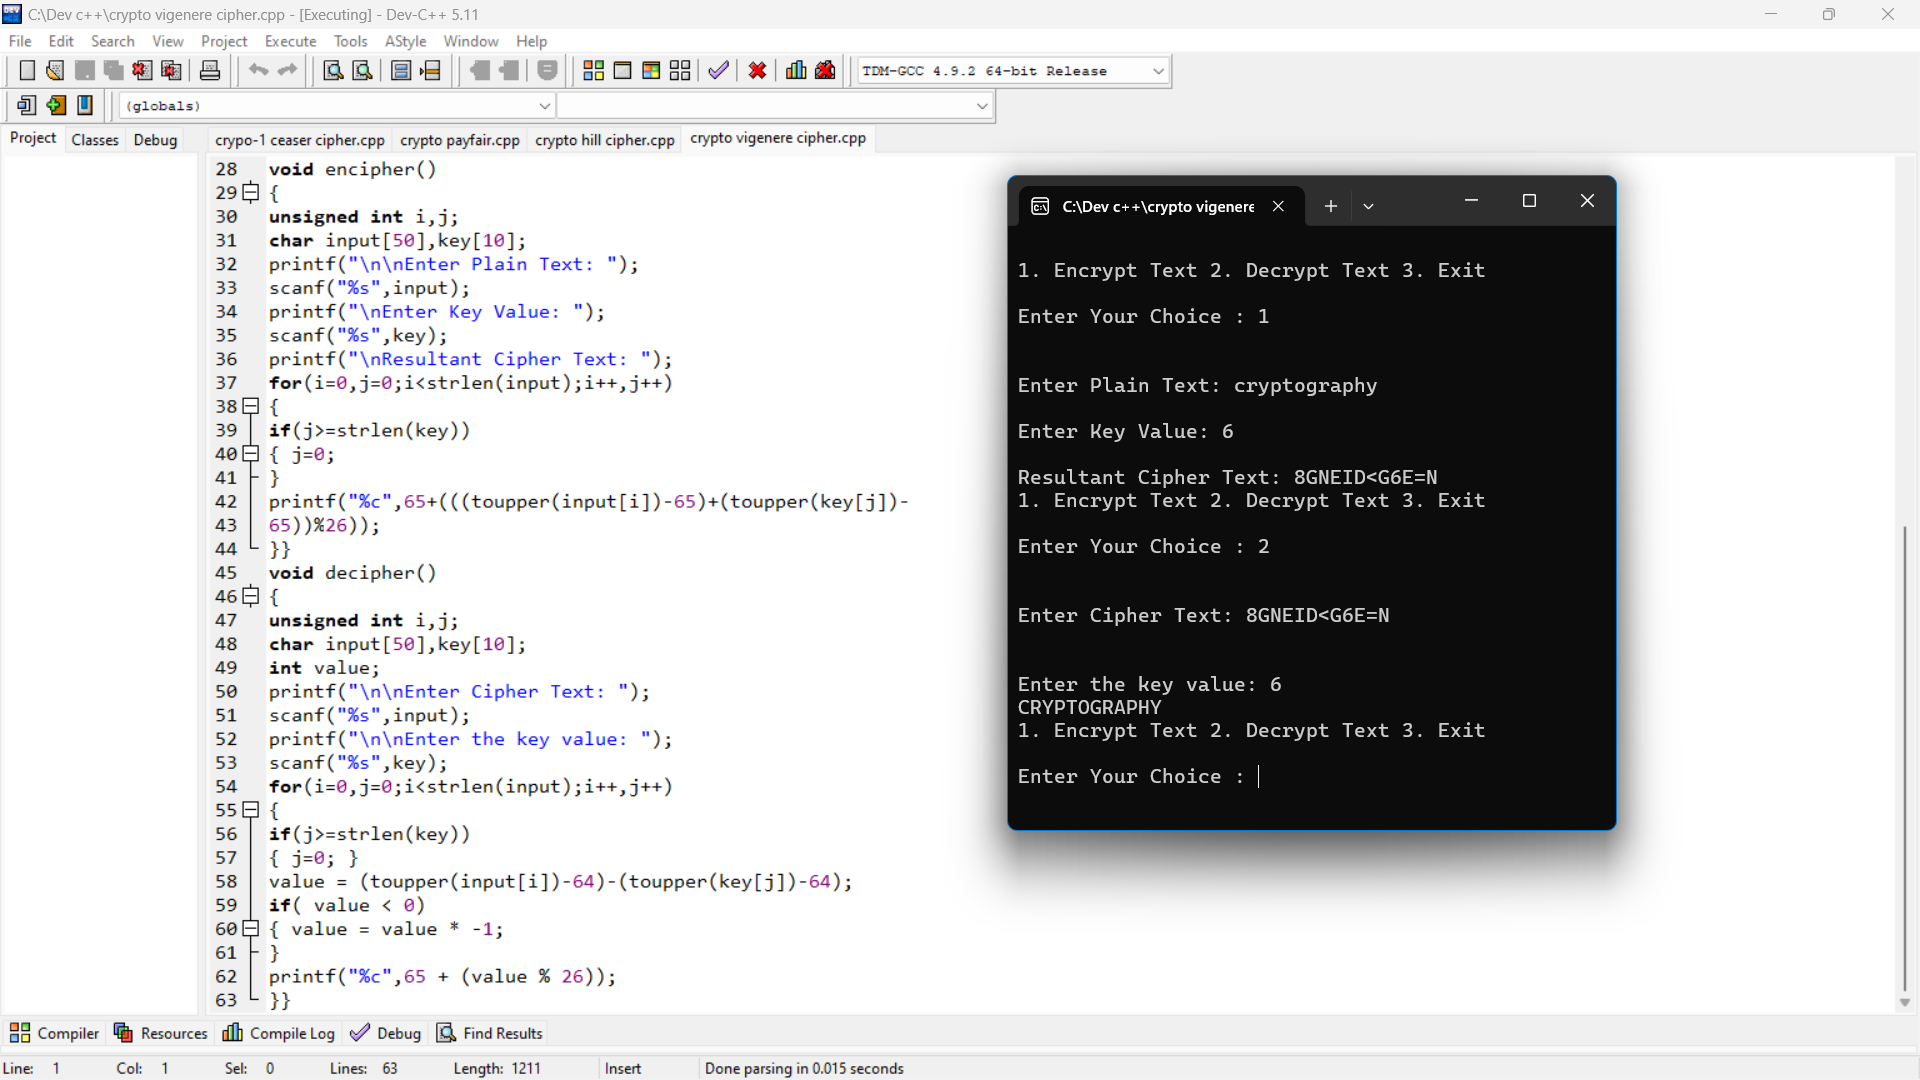 C:\Dev c++\crypto vigenere cipher.cpp - [Executing] - Dev-C++ 5.11
File Edit Search View Project Execute Tools AStyle Window Help
TDM-GCC 4.9.2 64-bit Release
(globals)
Project Classes Debug crypo-1 ceaser cipher.cpp crypto payfair.cpp crypto hill cipher.cpp crypto vigenere cipher.cpp
28 void encipher()
29 {
30 unsigned int i,j;
31 char input[50],key[10];
32 printf("\n\nEnter Plain Text: ");
33 scanf("%s",input);
34 printf("\nEnter Key Value: ");
35 scanf("%s",key);
36 printf("\nResultant Cipher Text: ");
37 for(i=0,j=0;i<strlen(input);i++,j++)
38 {
39 if(j>=strlen(key))
40 { j=0;
41 }
42 printf("%c",65+(((toupper(input[i])-65)+(toupper(key[j])-
43 65))%26));
44 }}
45 void decipher()
46 {
47 unsigned int i,j;
48 char input[50],key[10];
49 int value;
50 printf("\n\nEnter Cipher Text: ");
51 scanf("%s",input);
52 printf("\n\nEnter the key value: ");
53 scanf("%s",key);
54 for(i=0,j=0;i<strlen(input);i++,j++)
55 {
56 if(j>=strlen(key))
57 { j=0; }
58 value = (toupper(input[i])-64)-(toupper(key[j])-64);
59 if( value < 0)
60 { value = value * -1;
61 }
62 printf("%c",65 + (value % 26));
63 }}
C:\Dev c++\crypto vigenere
1. Encrypt Text 2. Decrypt Text 3. Exit
Enter Your Choice : 1
Enter Plain Text: cryptography
Enter Key Value: 6
Resultant Cipher Text: 8GNEID<G6E=N
1. Encrypt Text 2. Decrypt Text 3. Exit
Enter Your Choice : 2
Enter Cipher Text: 8GNEID<G6E=N
Enter the key value: 6
CRYPTOGRAPHY
1. Encrypt Text 2. Decrypt Text 3. Exit
Enter Your Choice :
Compiler Resources Compile Log Debug Find Results
Line: 1 Col: 1 Sel: 0 Lines: 63 Length: 1211 Insert Done parsing in 0.015 seconds